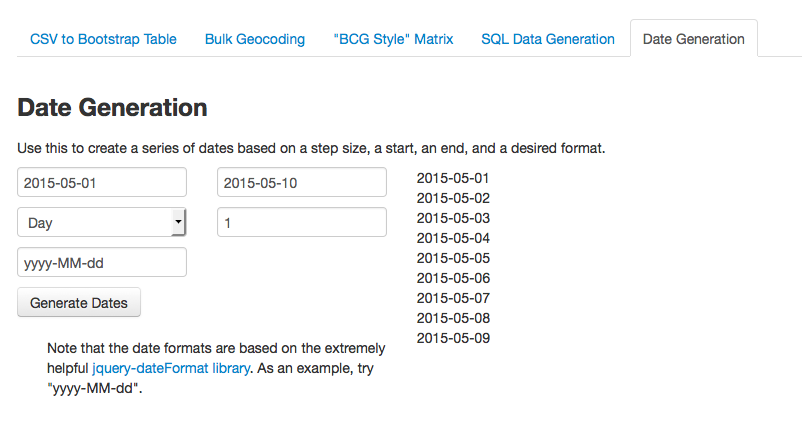 CSV to Bootstrap Table
Bulk Geocoding
"BCG Style" Matrix
SQL Data Generation
Date Generation
Date Generation
Use this to create a series of dates based on a step size, a start, an end, and a desired format.
2015-05-01
2015-05-10
Day
1
yyyy-MM-dd
Generate Dates
Note that the date formats are based on the extremely
helpful jquery-dateFormat library. As an example, try
"yyyy-MM-dd".
2015-05-01
2015-05-02
2015-05-03
2015-05-04
2015-05-05
2015-05-06
2015-05-07
2015-05-08
2015-05-09